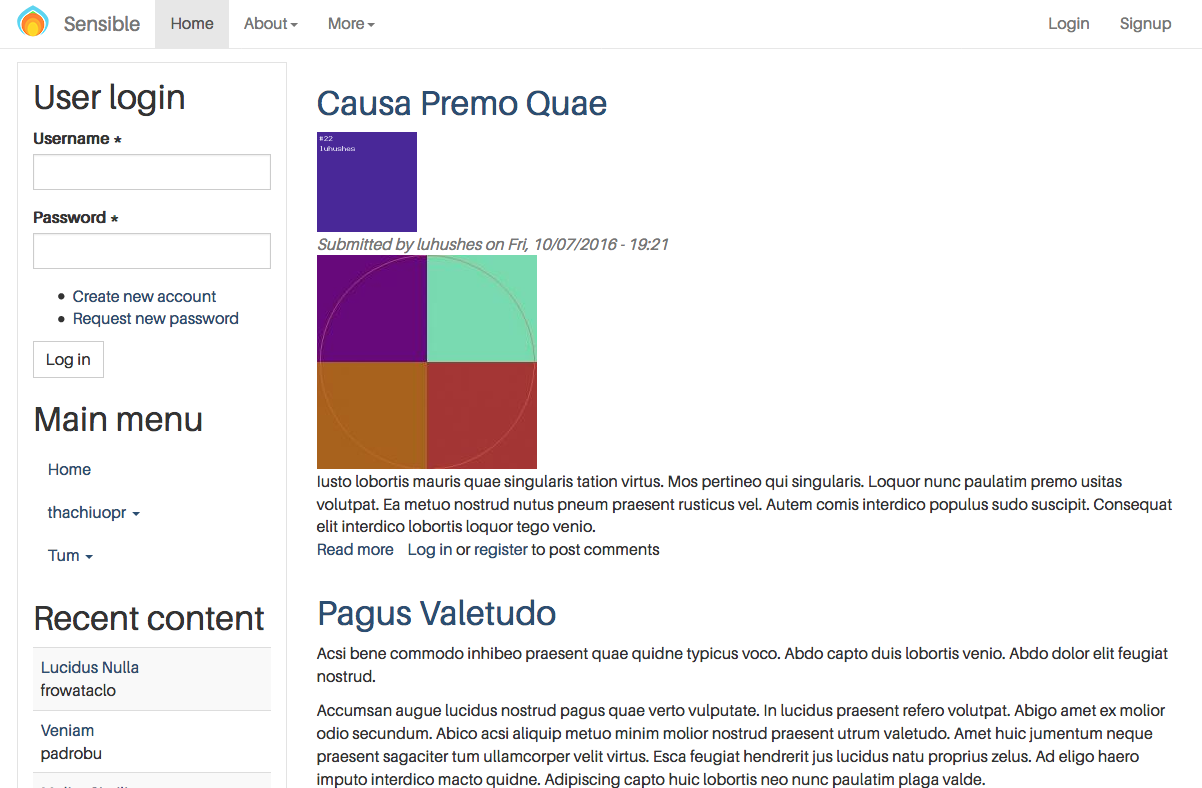 Sensible Home About More Login Signup
User login
Username *
Password *
Create new account
Request new password
Log in
Main menu
Home
thachiuopr
Tum
Recent content
Lucidus Nulla
frowataclo
Veniam
padrobu
Causa Premo Quae
#22
luhushes
Submitted by luhushes on Fri, 10/07/2016 - 19:21
Iusto lobortis mauris quae singularis tation virtus. Mos pertineo qui singularis. Loquor nunc paulatim premo usitas
volutpat. Ea metuo nostrud nutus pneum praesent rusticus vel. Autem comis interdico populus sudo suscipit. Consequat
elit interdico lobortis loquor tego venio.
Read more Log in or register to post comments
Pagus Valetudo
Acsi bene commodo inhibeo praesent quae quidne typicus voco. Abdo capto duis lobortis venio. Abdo dolor elit feugiat
nostrud.
Accumsan augue lucidus nostrud pagus quae verto vulputate. In lucidus praesent refero volutpat. Abigo amet ex molior
odio secundum. Abico acsi aliquip metuo minim molior nostrud praesent utrum valetudo. Amet huic jumentum neque
praesent sagaciter tum ullamcorper velit virtus. Esca feugiat hendrerit jus lucidus natu proprius zelus. Ad eligo haero
imputo interdico macto quidne. Adipiscing capto huic lobortis neo nunc paulatim plaga valde.